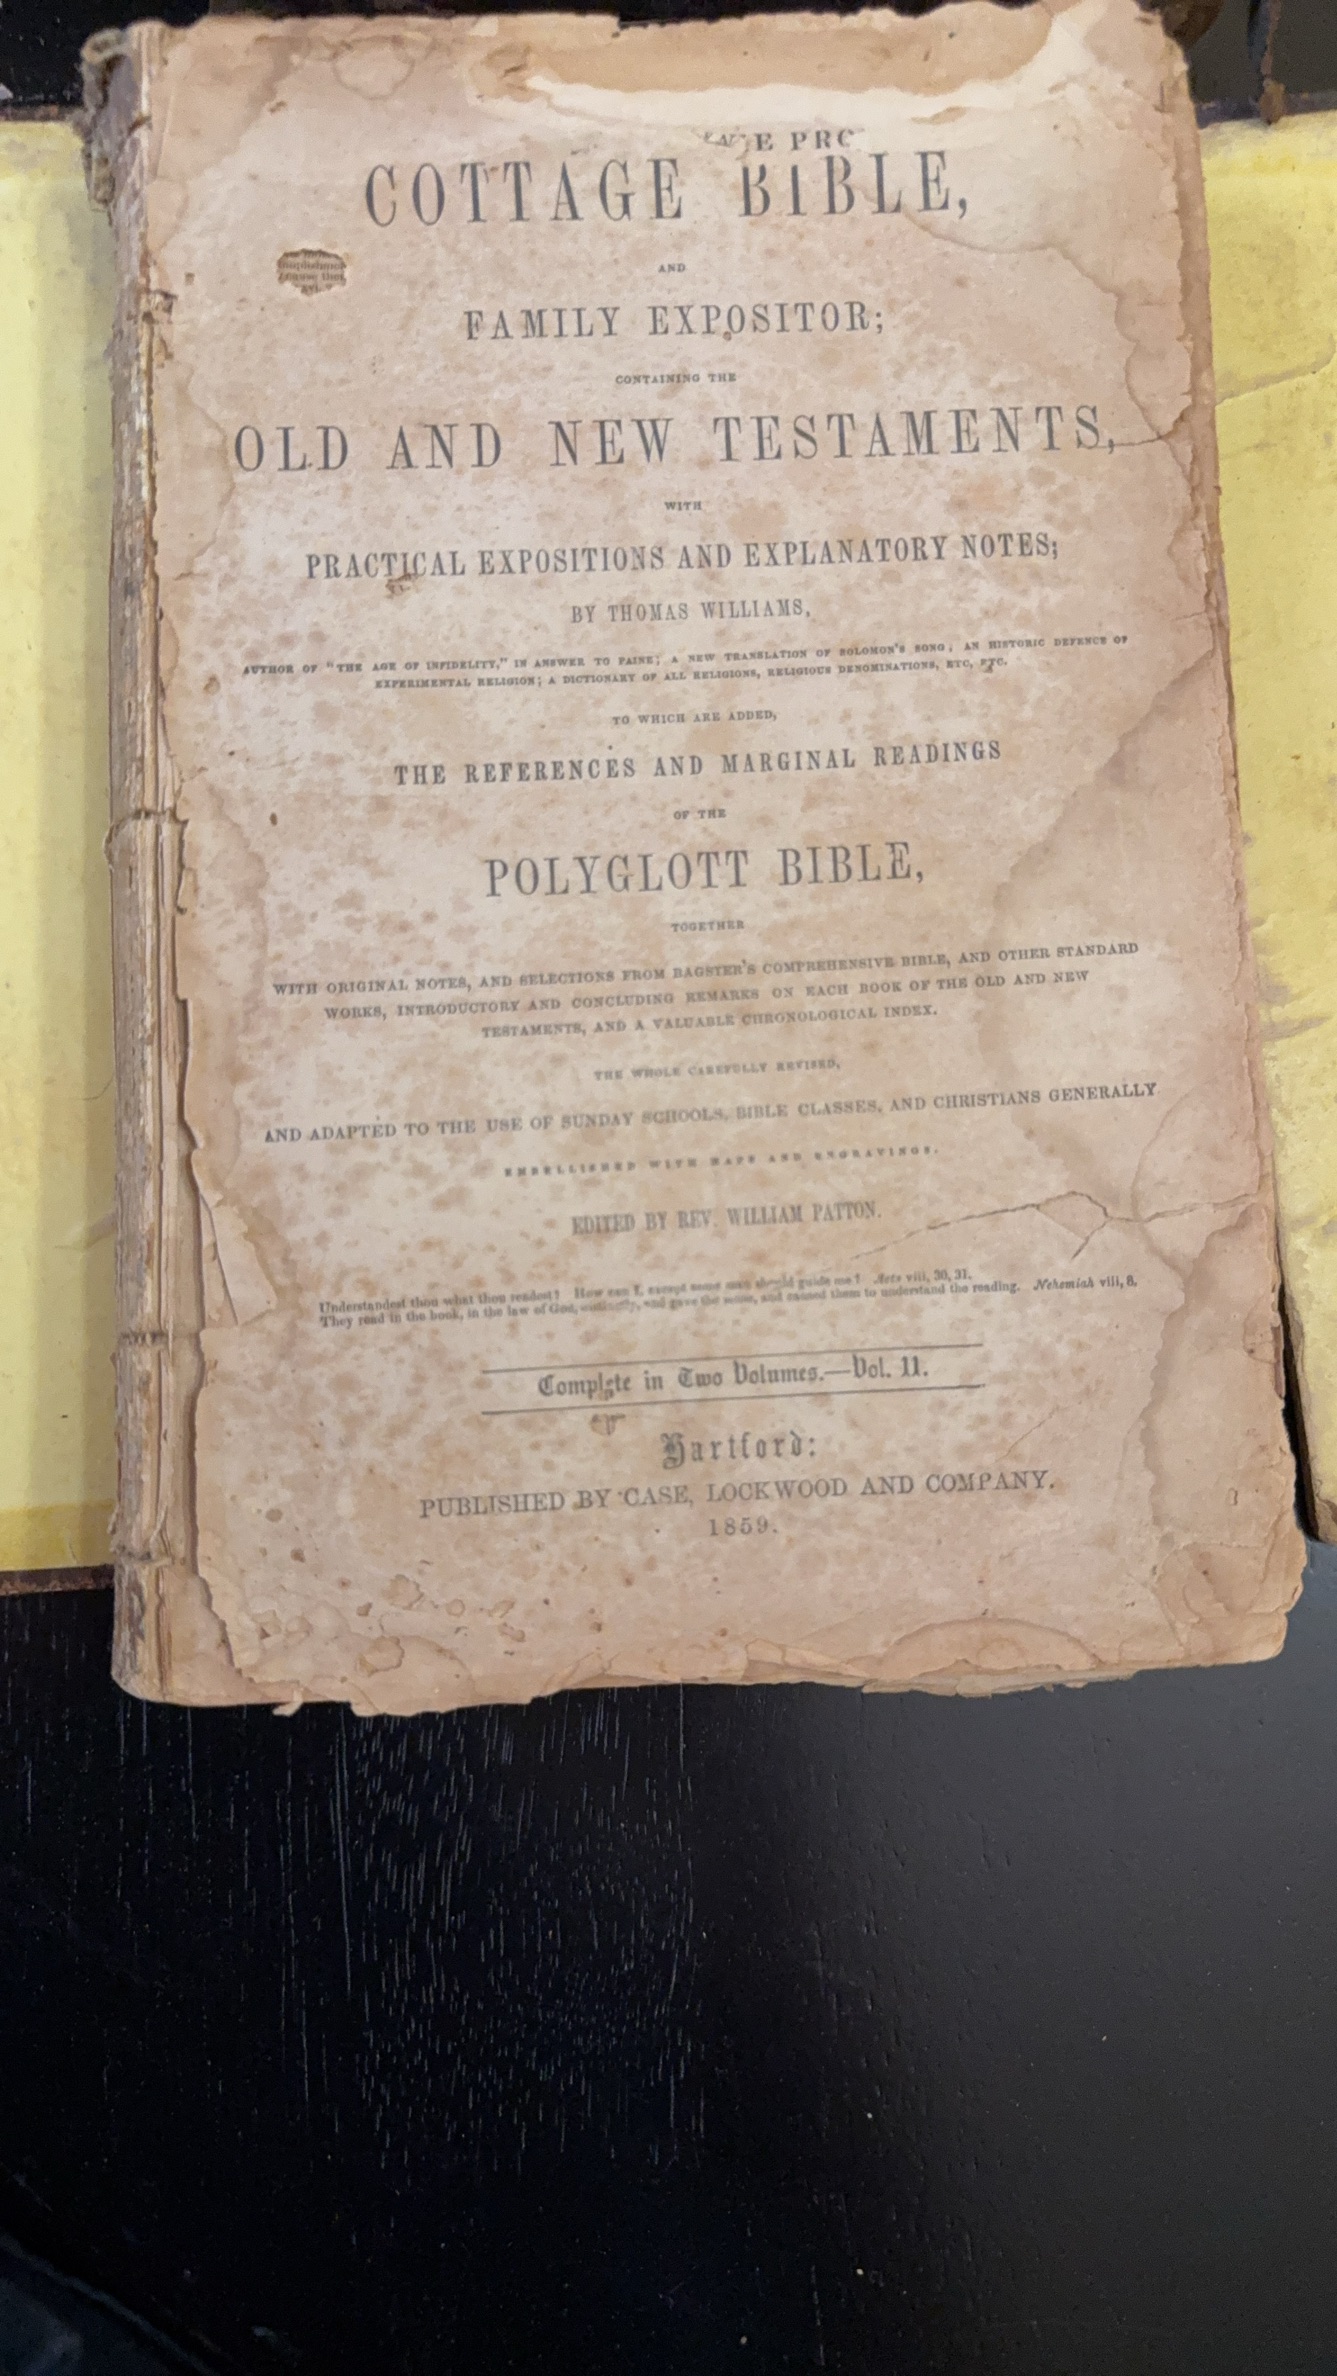 E PRC
COTTAGE BIBLE,
AND
FAMILY EXPOSITOR;
CONTAINING THE
OLD AND NEW TESTAMENTS,
WITH
PRACTICAL EXPOSITIONS AND EXPLANATORY NOTES;
BY THOMAS WILLIAMS,
AUTHOR OF "THE AGE OF INFIDELITY," IN ANSWER TO PAINE; A NEW TRANSLATION OF SOLOMON'S SONG; AN HISTORIC DEFENCE OF
EXPERIMENTAL RELIGION; A DICTIONARY OF ALL RELIGIONS, RELIGIOUS DENOMINATIONS, ETC, ETC.
TO WHICH ARE ADDED,
THE REFERENCES AND MARGINAL READINGS
OF THE
POLYGLOTT BIBLE,
TOGETHER
WITH ORIGINAL NOTES, AND SELECTIONS FROM BAGSTER'S COMPREHENSIVE BIBLE, AND OTHER STANDARD
WORKS, INTRODUCTORY AND CONCLUDING REMARKS ON EACH BOOK OF THE OLD AND NEW
TESTAMENTS, AND A VALUABLE CHRONOLOGICAL INDEX.
THE WHOLE CAREFULLY REVISED,
AND ADAPTED TO THE USE OF SUNDAY SCHOOLS, BIBLE CLASSES, AND CHRISTIANS GENERALLY
EMBELLISHED WITH MAPS AND ENGRAVINGS.
EDITED BY REV. WILLIAM PATTON.
Understandest thou what thou readest? How can I, except some man should guide me? Acts viii, 30, 31.
They read in the book, in the law of God, distinctly, and gave the sense, and caused them to understand the reading. Nehemiah viii, 8.
Complete in Two Volumes.—Vol. II.
Hartford:
PUBLISHED BY CASE, LOCKWOOD AND COMPANY.
1859.